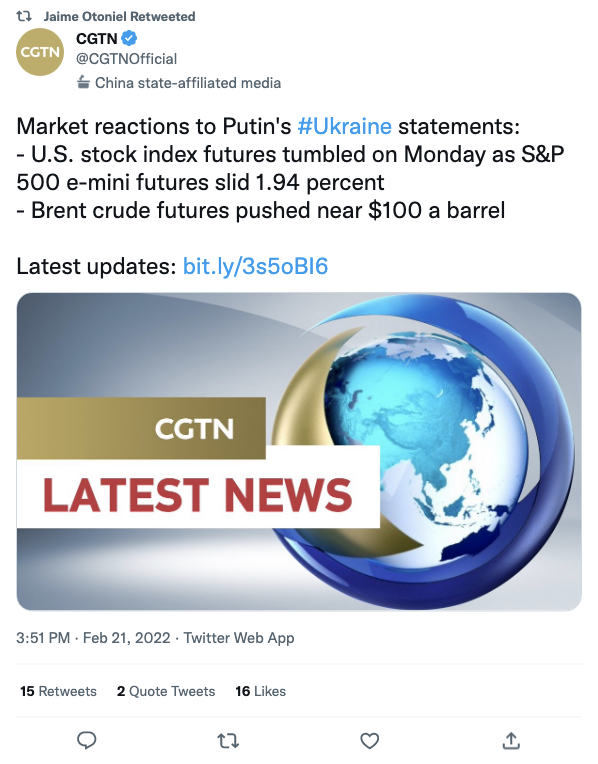 Jaime Otoniel Retweeted
CGTN
CGTN
@CGTNOfficial
China state-affiliated media
Market reactions to Putin's #Ukraine statements:
- U.S. stock index futures tumbled on Monday as S&P
500 e-mini futures slid 1.94 percent
- Brent crude futures pushed near $100 a barrel
Latest updates: bit.ly/3s5oBI6
CGTN
LATEST NEWS
3:51 PM · Feb 21, 2022 · Twitter Web App
15 Retweets 2 Quote Tweets 16 Likes